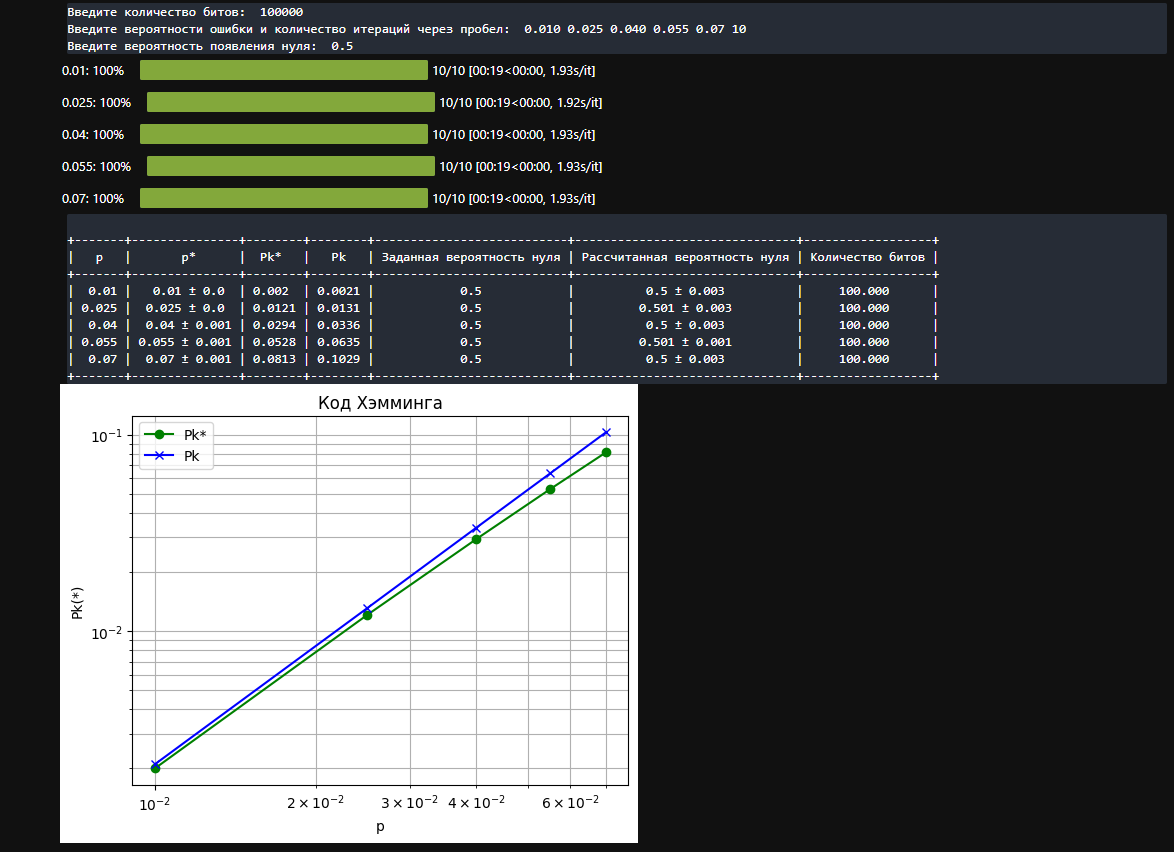 Введите количество битов:  100000
Введите вероятности ошибки и количество итераций через пробел:  0.010 0.025 0.040 0.055 0.07 10
Введите вероятность появления нуля:  0.5
0.01: 100% 10/10 [00:19<00:00, 1.93s/it]
0.025: 100% 10/10 [00:19<00:00, 1.92s/it]
0.04: 100% 10/10 [00:19<00:00, 1.93s/it]
0.055: 100% 10/10 [00:19<00:00, 1.93s/it]
0.07: 100% 10/10 [00:19<00:00, 1.93s/it]
+-------+---------------+--------+--------+---------------------------+-------------------------------+-----------------+
|   p   |       p*      |  Pk*   |   Pk   | Заданная вероятность нуля | Рассчитанная вероятность нуля | Количество битов |
+-------+---------------+--------+--------+---------------------------+-------------------------------+-----------------+
|  0.01 |   0.01 ± 0.0  | 0.002  | 0.0021 |            0.5            |          0.5 ± 0.003          |     100.000     |
| 0.025 |  0.025 ± 0.0  | 0.0121 | 0.0131 |            0.5            |         0.501 ± 0.003         |     100.000     |
|  0.04 |  0.04 ± 0.001 | 0.0294 | 0.0336 |            0.5            |          0.5 ± 0.003          |     100.000     |
| 0.055 | 0.055 ± 0.001 | 0.0528 | 0.0635 |            0.5            |         0.501 ± 0.001         |     100.000     |
|  0.07 |  0.07 ± 0.001 | 0.0813 | 0.1029 |            0.5            |          0.5 ± 0.003          |     100.000     |
+-------+---------------+--------+--------+---------------------------+-------------------------------+-----------------+
Код Хэмминга
Pk*
Pk
10⁻¹
10⁻²
Pk(*)
10⁻² 2 × 10⁻² 3 × 10⁻² 4 × 10⁻² 6 × 10⁻²
p